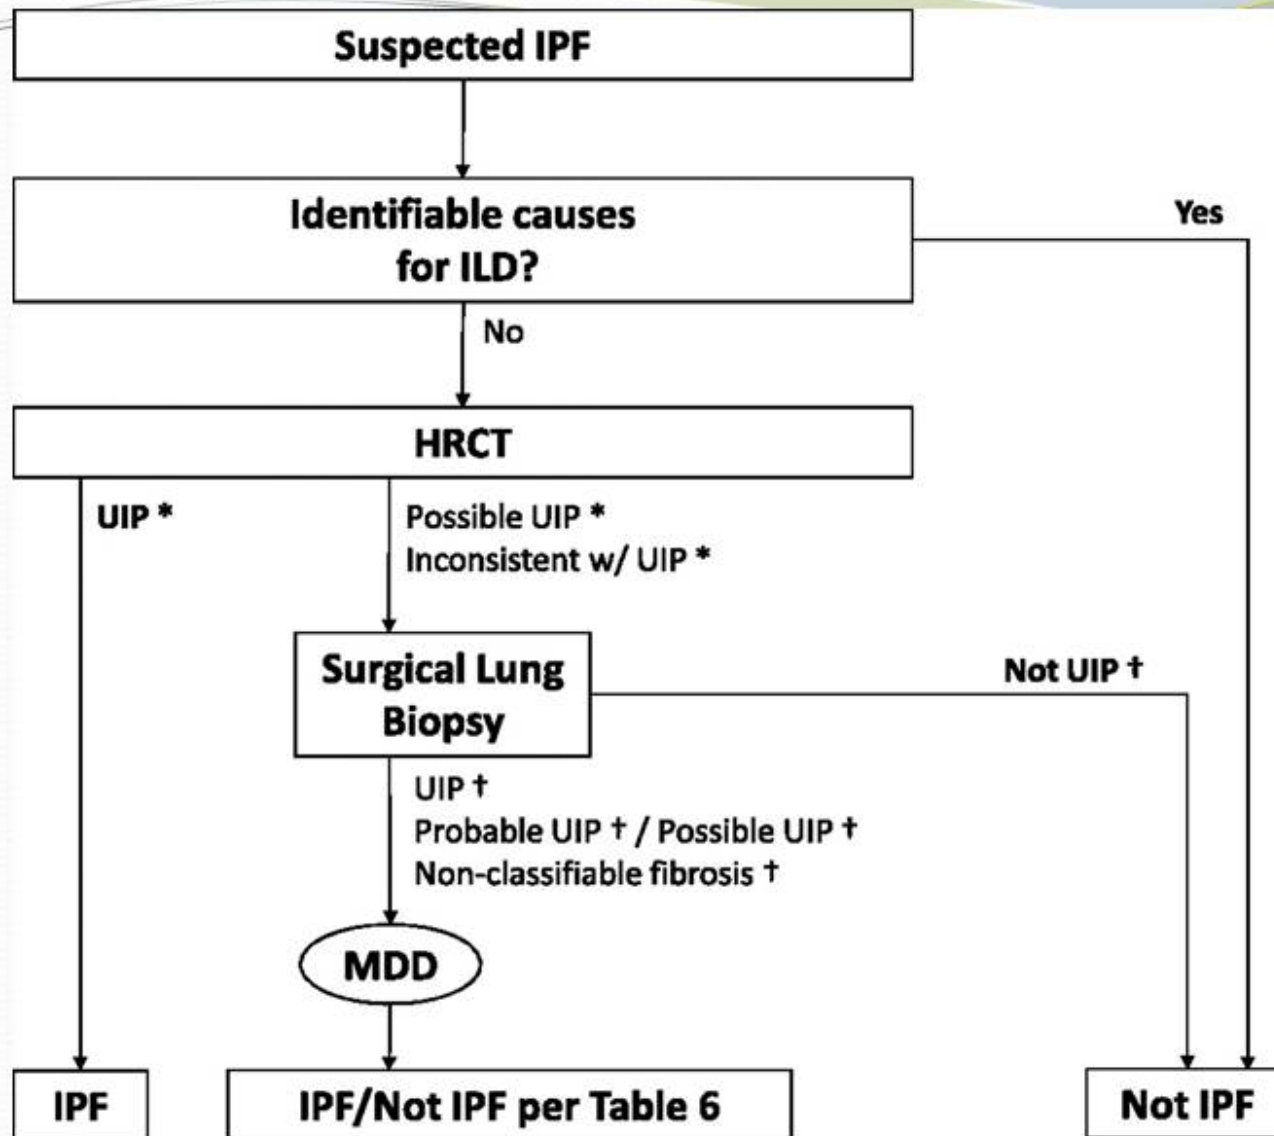 Suspected IPF
Identifiable causes
for ILD?
Yes
No
HRCT
UIP *
Possible UIP *
Inconsistent w/ UIP *
Surgical Lung
Biopsy
Not UIP †
UIP †
Probable UIP † / Possible UIP †
Non-classifiable fibrosis †
MDD
IPF
IPF/Not IPF per Table 6
Not IPF